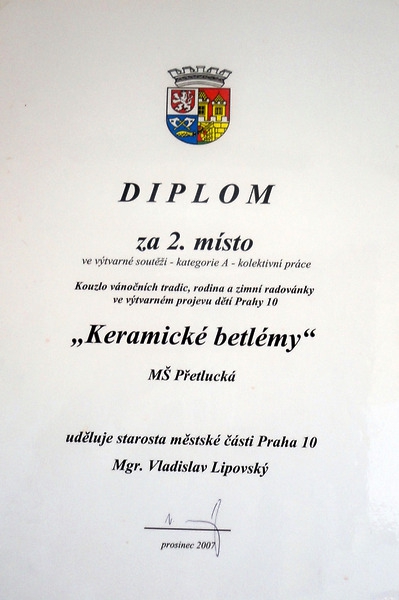 DIPLOM
za 2. místo
ve výtvarné soutěži - kategorie A - kolektivní práce
Kouzlo vánočních tradic, rodina a zimní radovánky
ve výtvarném projevu dětí Prahy 10
„Keramické betlémy“
MŠ Přetlucká
uděluje starosta městské části Praha 10
Mgr. Vladislav Lipovský
prosinec 2007